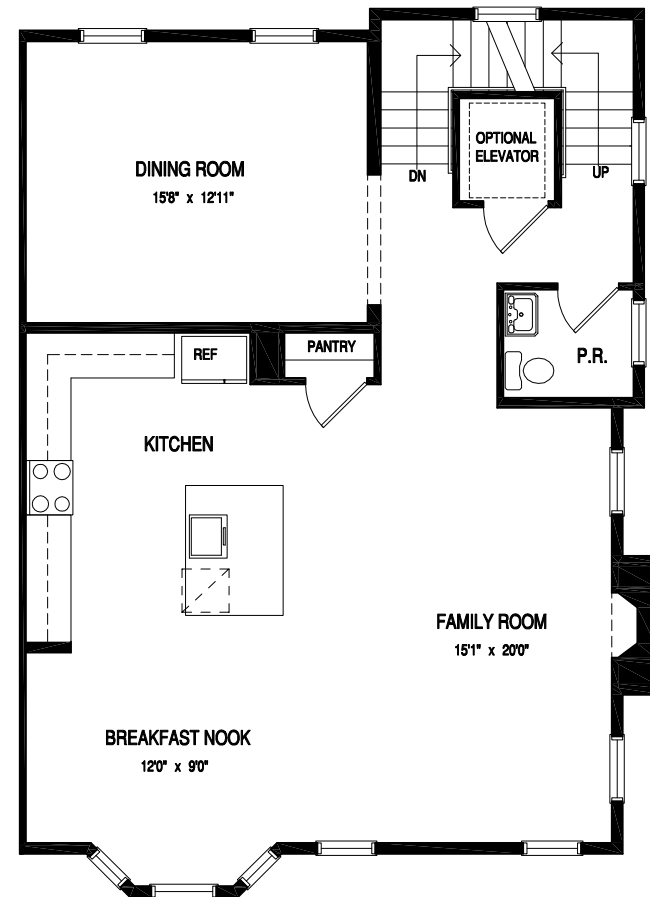 OPTIONAL
ELEVATOR
DINING ROOM
15'8" x 12'11"
DN
UP
REF
PANTRY
P.R.
KITCHEN
FAMILY ROOM
15'1" x 20'0"
BREAKFAST NOOK
12'0" x 9'0"